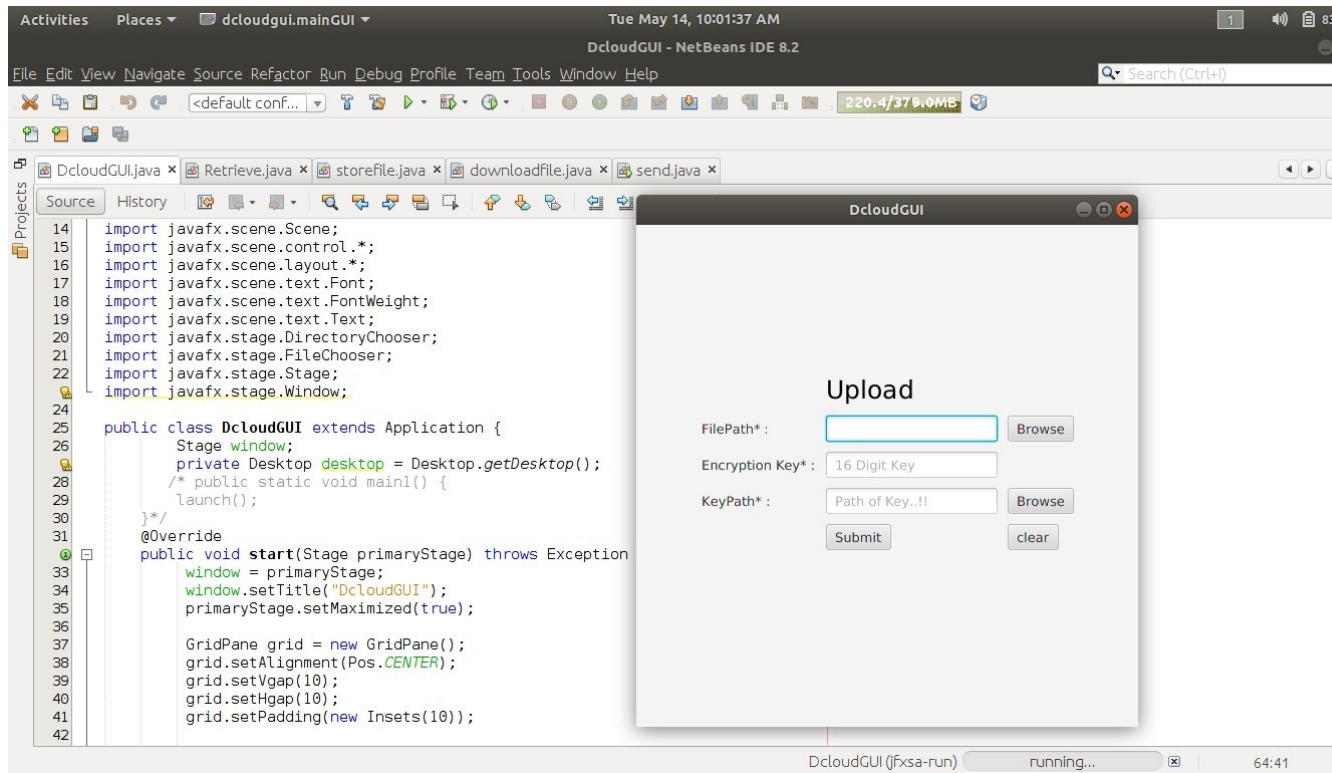 Activities Places dcloudgui.mainGUI Tue May 14, 10:01:37 AM 1
DcloudGUI - NetBeans IDE 8.2
File Edit View Navigate Source Refactor Run Debug Profile Team Tools Window Help Search (Ctrl+I)
<default conf... 220.4/379.0MB
DcloudGUI.java Retrieve.java storefile.java downloadfile.java send.java
Projects
Source History
14 import javafx.scene.Scene;
15 import javafx.scene.control.*;
16 import javafx.scene.layout.*;
17 import javafx.scene.text.Font;
18 import javafx.scene.text.FontWeight;
19 import javafx.scene.text.Text;
20 import javafx.stage.DirectoryChooser;
21 import javafx.stage.FileChooser;
22 import javafx.stage.Stage;
import javafx.stage.Window;
24
25 public class DcloudGUI extends Application {
26 Stage window;
private Desktop desktop = Desktop.getDesktop();
28 /* public static void main1() {
29 launch();
30 }*/
31 @Override
public void start(Stage primaryStage) throws Exception
33 window = primaryStage;
34 window.setTitle("DcloudGUI");
35 primaryStage.setMaximized(true);
36
37 GridPane grid = new GridPane();
38 grid.setAlignment(Pos.CENTER);
39 grid.setVgap(10);
40 grid.setHgap(10);
41 grid.setPadding(new Insets(10));
42
DcloudGUI
Upload
FilePath* : Browse
Encryption Key* : 16 Digit Key
KeyPath* : Path of Key..!! Browse
Submit clear
DcloudGUI (jfxsa-run) running... 64:41